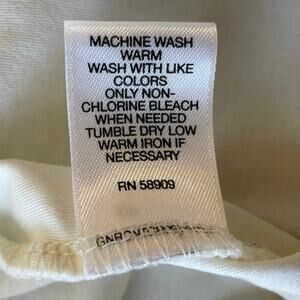 MACHINE WASH
WARM
WASH WITH LIKE
COLORS
ONLY NON-
CHLORINE BLEACH
WHEN NEEDED
TUMBLE DRY LOW
WARM IRON IF
NECESSARY
RN 58909